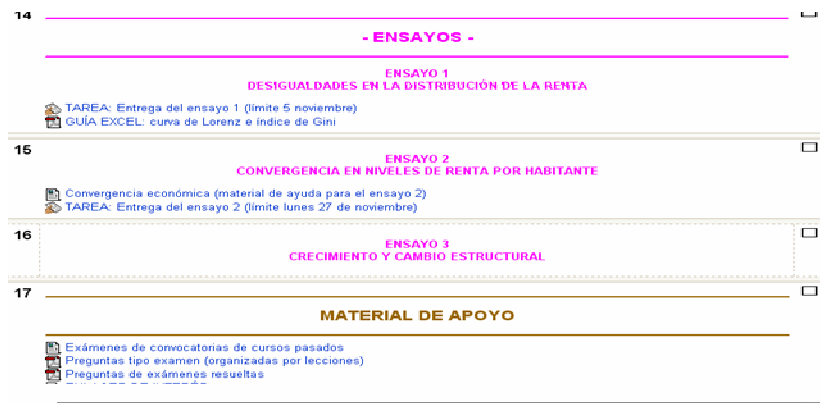 14
- ENSAYOS -
ENSAYO 1
DESIGUALDADES EN LA DISTRIBUCIÓN DE LA RENTA
TAREA: Entrega del ensayo 1 (límite 5 noviembre)
GUÍA EXCEL: curva de Lorenz e índice de Gini
15
ENSAYO 2
CONVERGENCIA EN NIVELES DE RENTA POR HABITANTE
Convergencia económica (material de ayuda para el ensayo 2)
TAREA: Entrega del ensayo 2 (límite lunes 27 de noviembre)
16
ENSAYO 3
CRECIMIENTO Y CAMBIO ESTRUCTURAL
17
MATERIAL DE APOYO
Exámenes de convocatorias de cursos pasados
Preguntas tipo examen (organizadas por lecciones)
Preguntas de exámenes resueltas